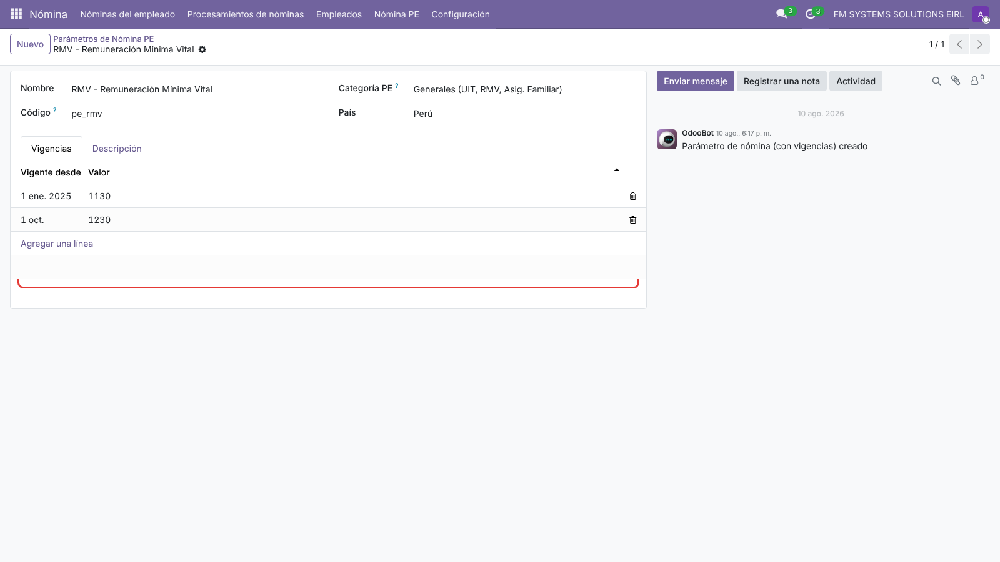 Nómina Nóminas del empleado Procesamientos de nóminas Empleados Nómina PE Configuración 3 3 FM SYSTEMS SOLUTIONS EIRL A
Nuevo Parámetros de Nómina PE
RMV - Remuneración Mínima Vital
1 / 1
Nombre RMV - Remuneración Mínima Vital
Categoría PE ? Generales (UIT, RMV, Asig. Familiar)
Código ? pe_rmv
País Perú
Vigencias Descripción
Vigente desde Valor
1 ene. 2025 1130
1 oct. 1230
Agregar una línea
Enviar mensaje Registrar una nota Actividad 0
10 ago. 2026
OdooBot 10 ago., 6:17 p. m.
Parámetro de nómina (con vigencias) creado